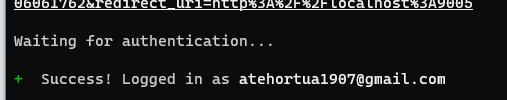 06061762&redirect_uri=http%3A%2F%2Flocalhost%3A9005
Waiting for authentication...
+ Success! Logged in as atehortua1907@gmail.com